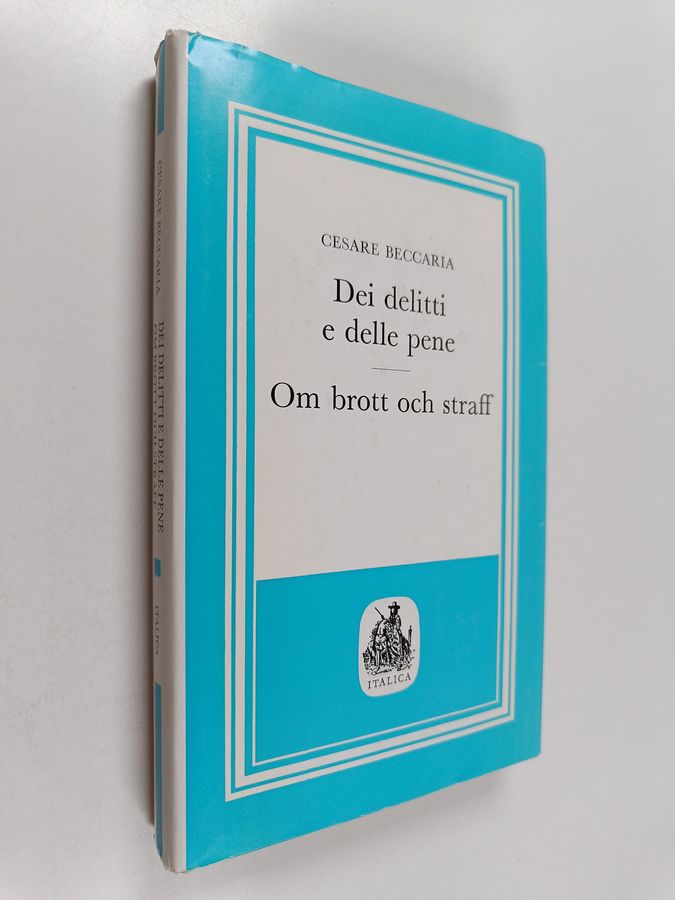 CESARE BECCARIA
Dei delitti
e delle pene
Om brott och straff
ITALICA
CESARE BECCARIA
DEI DELITTI E DELLE PENE
OM BROTT OCH STRAFF
ITALICA